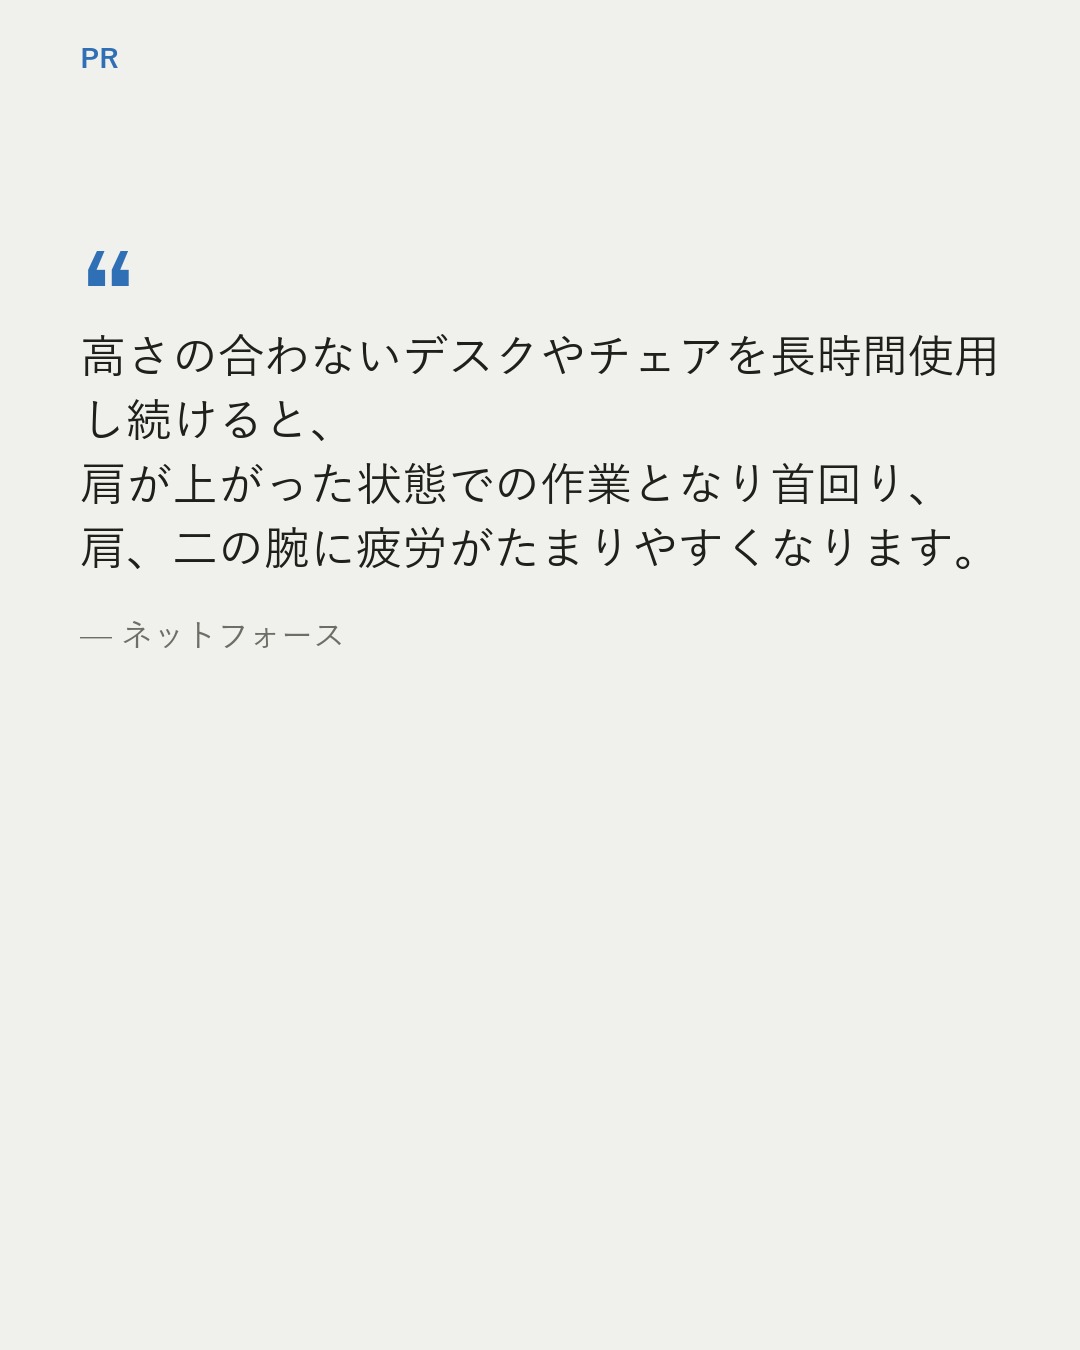 PR
“
高さの合わないデスクやチェアを長時間使用
し続けると、
肩が上がった状態での作業となり首回り、
肩、二の腕に疲労がたまりやすくなります。
— ネットフォース